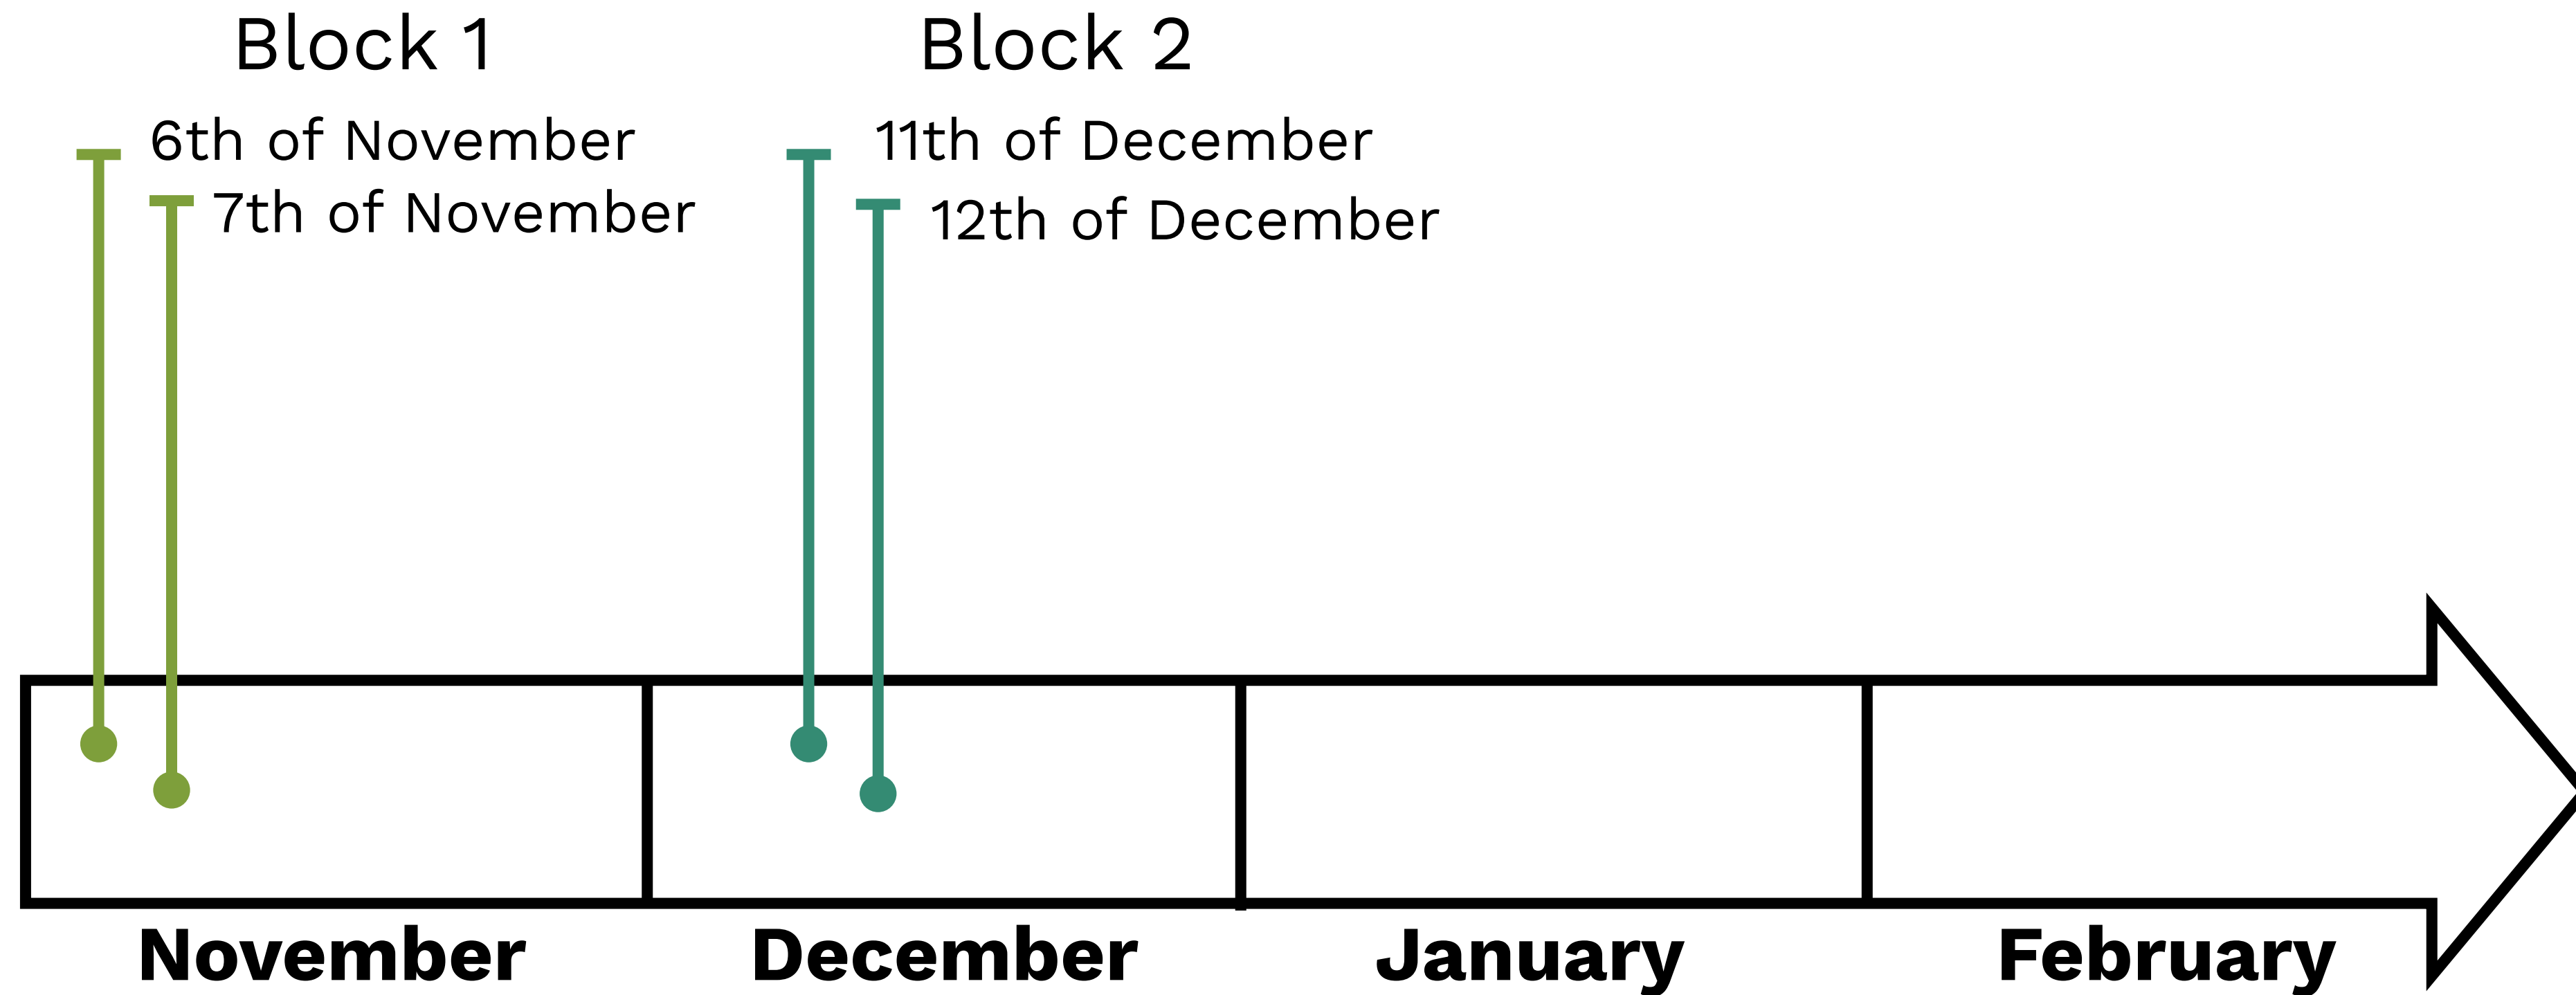 Block 1
6th of November
7th of November
Block 2
11th of December
12th of December
November
December
January
February